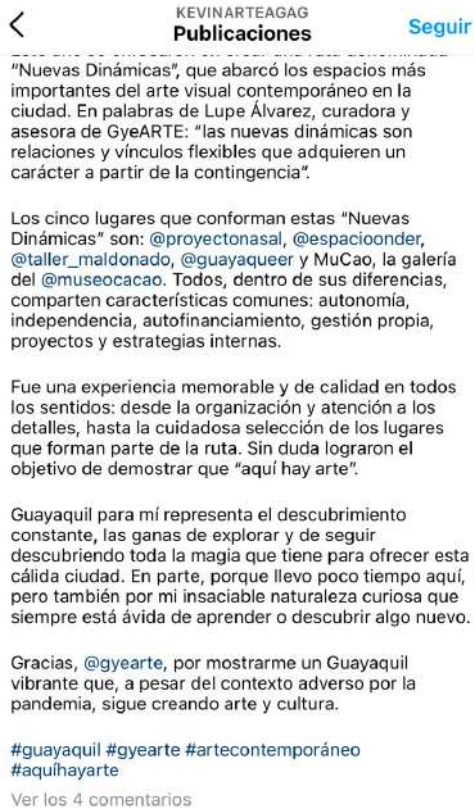 KEVINARTEAGAG
Publicaciones
Seguir
"Nuevas Dinámicas", que abarcó los espacios más
importantes del arte visual contemporáneo en la
ciudad. En palabras de Lupe Álvarez, curadora y
asesora de GyeARTE: "las nuevas dinámicas son
relaciones y vínculos flexibles que adquieren un
carácter a partir de la contingencia".
Los cinco lugares que conforman estas "Nuevas
Dinámicas" son: @proyectonasal, @espacioonder,
@taller_maldonado, @guayaqueer y MuCao, la galería
del @museocacao. Todos, dentro de sus diferencias,
comparten características comunes: autonomía,
independencia, autofinanciamiento, gestión propia,
proyectos y estrategias internas.
Fue una experiencia memorable y de calidad en todos
los sentidos: desde la organización y atención a los
detalles, hasta la cuidadosa selección de los lugares
que forman parte de la ruta. Sin duda lograron el
objetivo de demostrar que "aquí hay arte".
Guayaquil para mí representa el descubrimiento
constante, las ganas de explorar y de seguir
descubriendo toda la magia que tiene para ofrecer esta
cálida ciudad. En parte, porque llevo poco tiempo aquí,
pero también por mi insaciable naturaleza curiosa que
siempre está ávida de aprender o descubrir algo nuevo.
Gracias, @gyearte, por mostrarme un Guayaquil
vibrante que, a pesar del contexto adverso por la
pandemia, sigue creando arte y cultura.
#guayaquil #gyearte #artecontemporáneo
#aquíhayarte
Ver los 4 comentarios